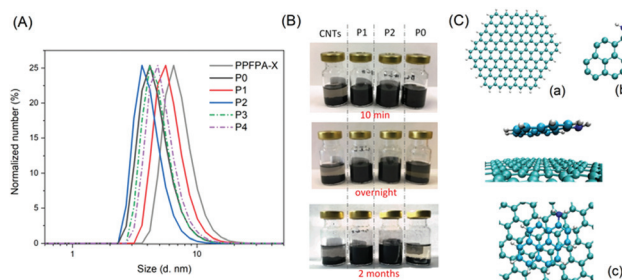 (A)
Normalized number (%)
30
25
20
15
10
5
0
PPFPA-X
P0
P1
P2
P3
P4
1
10
Size (d. nm)
(B)
CNTs P1 P2 P0
10 min
overnight
2 months
(C)
(a)
(b
(c)